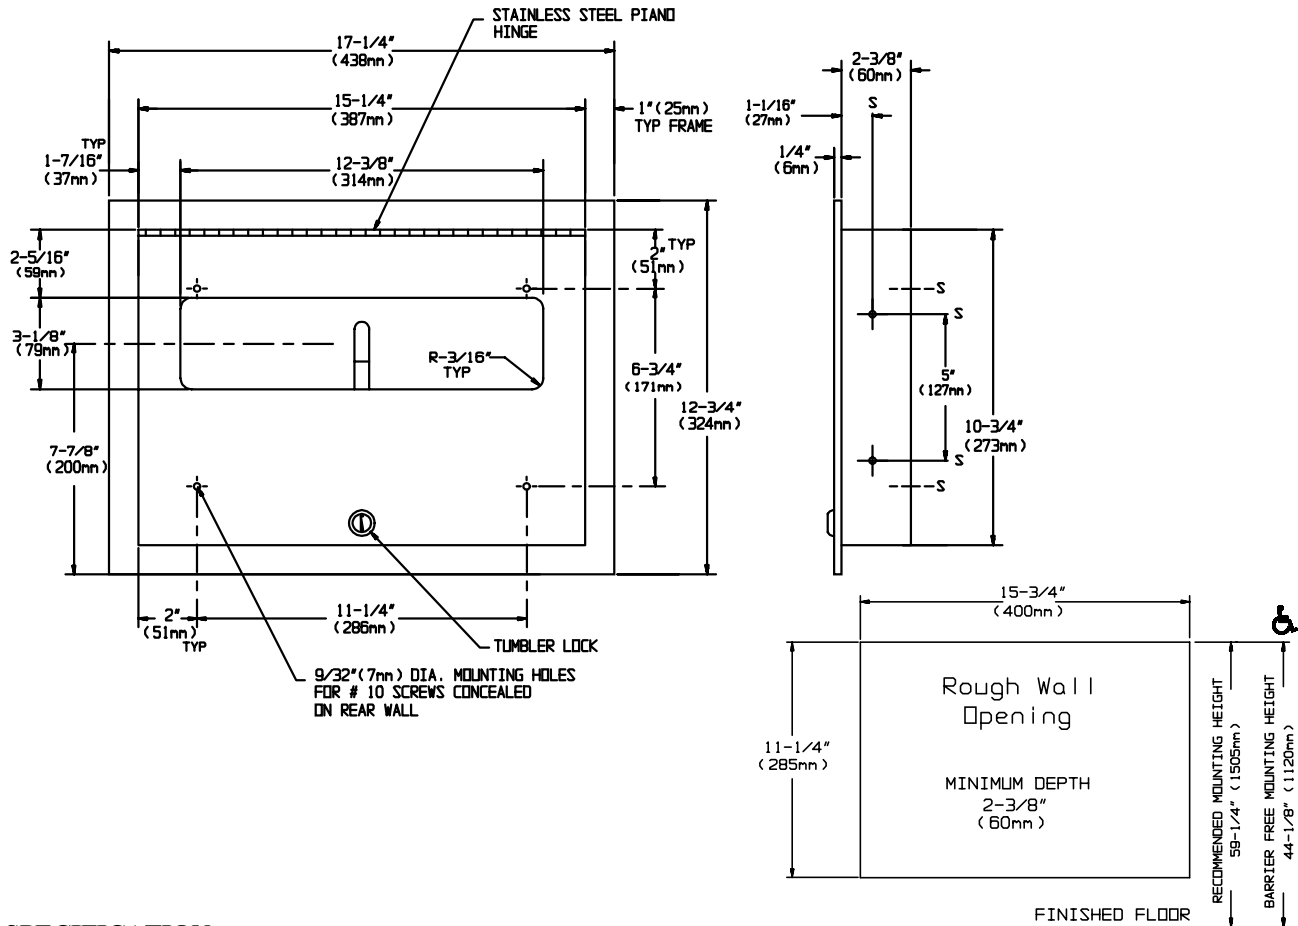 STAINLESS STEEL PIANO
HINGE
17-1/4"
(438mm)
15-1/4"
(387mm)
1"(25mm)
TYP FRAME
TYP
1-7/16"
(37mm)
12-3/8"
(314mm)
2-5/16"
(59mm)
TYP
2"
(51mm)
3-1/8"
(79mm)
R-3/16"
TYP
6-3/4"
(171mm)
12-3/4"
(324mm)
7-7/8"
(200mm)
2"
(51mm)
TYP
11-1/4"
(286mm)
TUMBLER LOCK
9/32"(7mm) DIA. MOUNTING HOLES
FOR # 10 SCREWS CONCEALED
ON REAR WALL
2-3/8"
(60mm)
1-1/16"
(27mm)
S
1/4"
(6mm)
S
S
5"
(127mm)
10-3/4"
(273mm)
S
S
15-3/4"
(400mm)
Rough Wall
Opening
11-1/4"
(285mm)
MINIMUM DEPTH
2-3/8"
(60mm)
RECOMMENDED MOUNTING HEIGHT
59-1/4" (1505mm)
BARRIER FREE MOUNTING HEIGHT
44-1/8" (1120mm)
FINISHED FLOOR